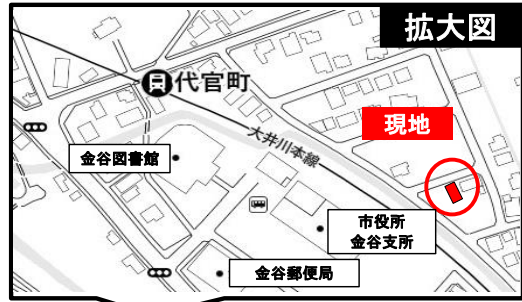 拡大図
代官町
現地
大井川本線
金谷図書館
市役所
金谷支所
金谷郵便局